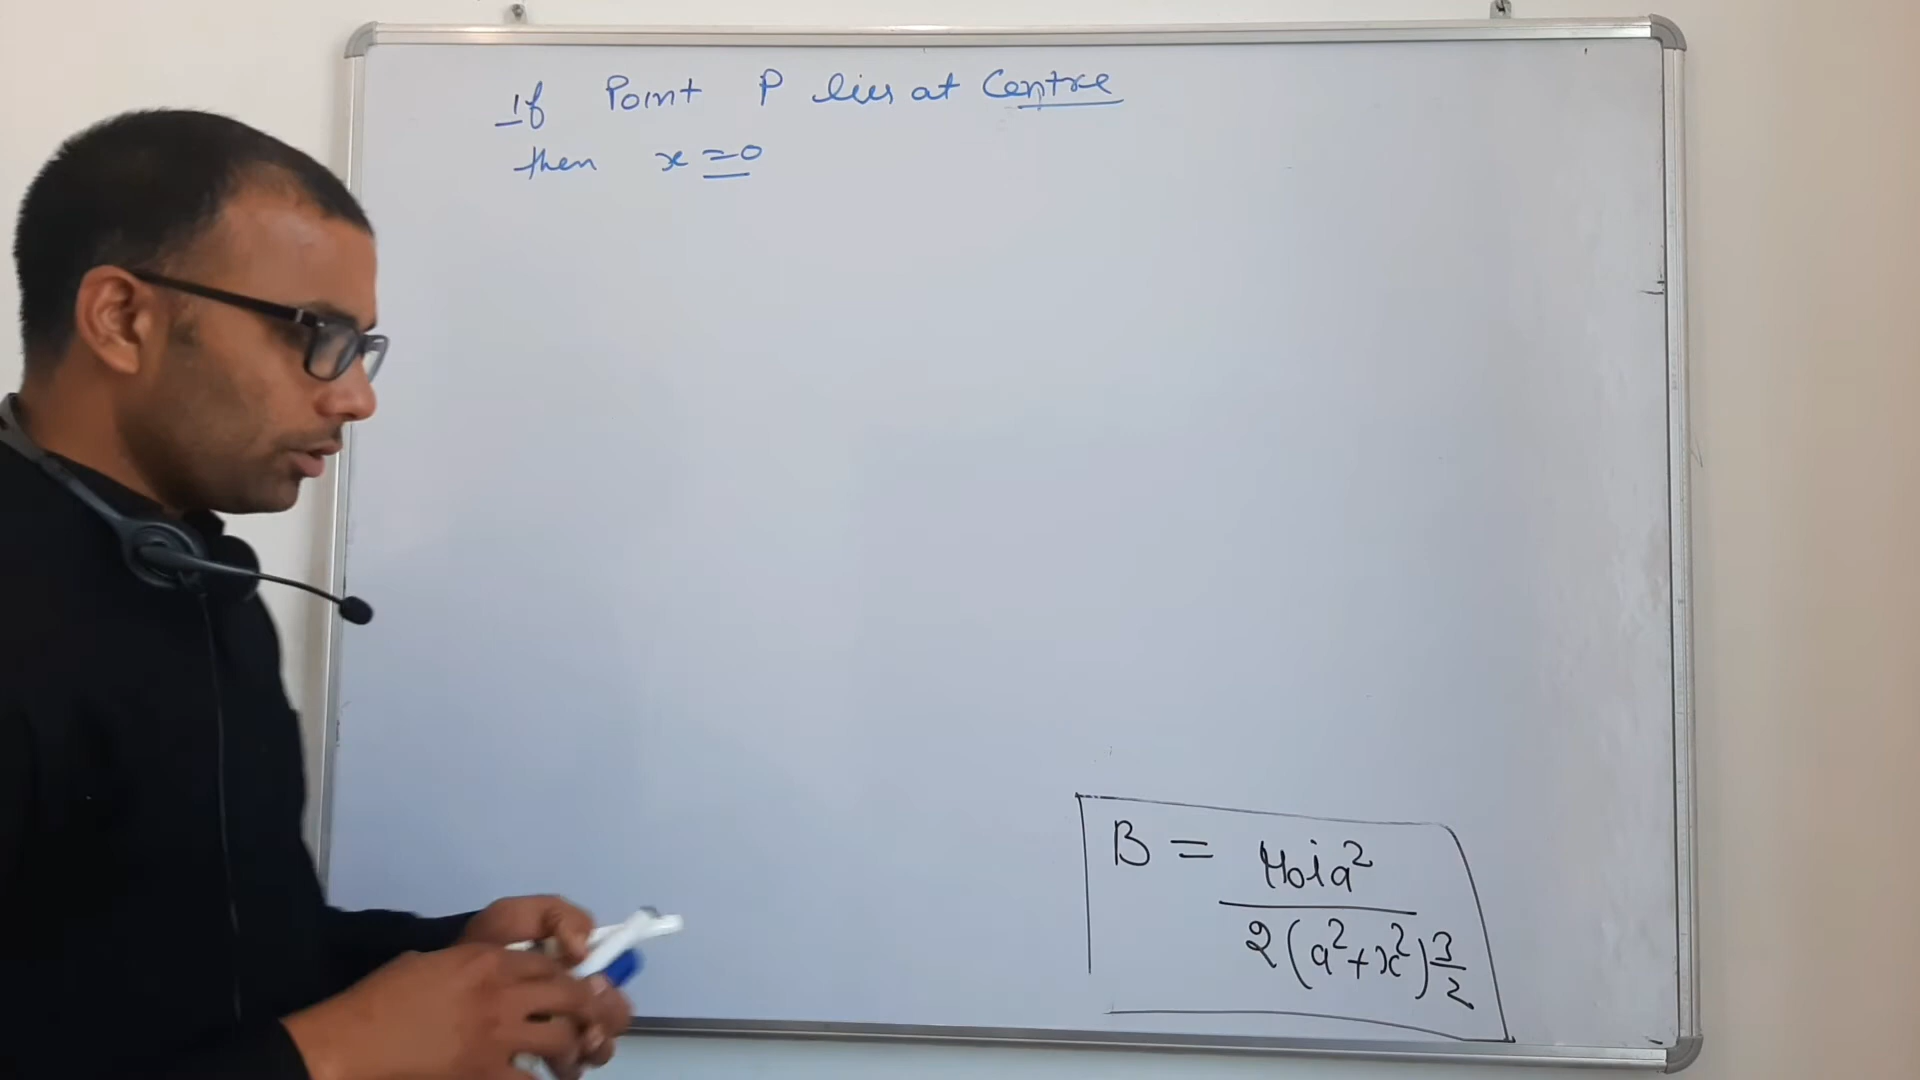 If Point P lies at Centre
then x = 0
B = μ0ia²
2(a²+x²)3/2